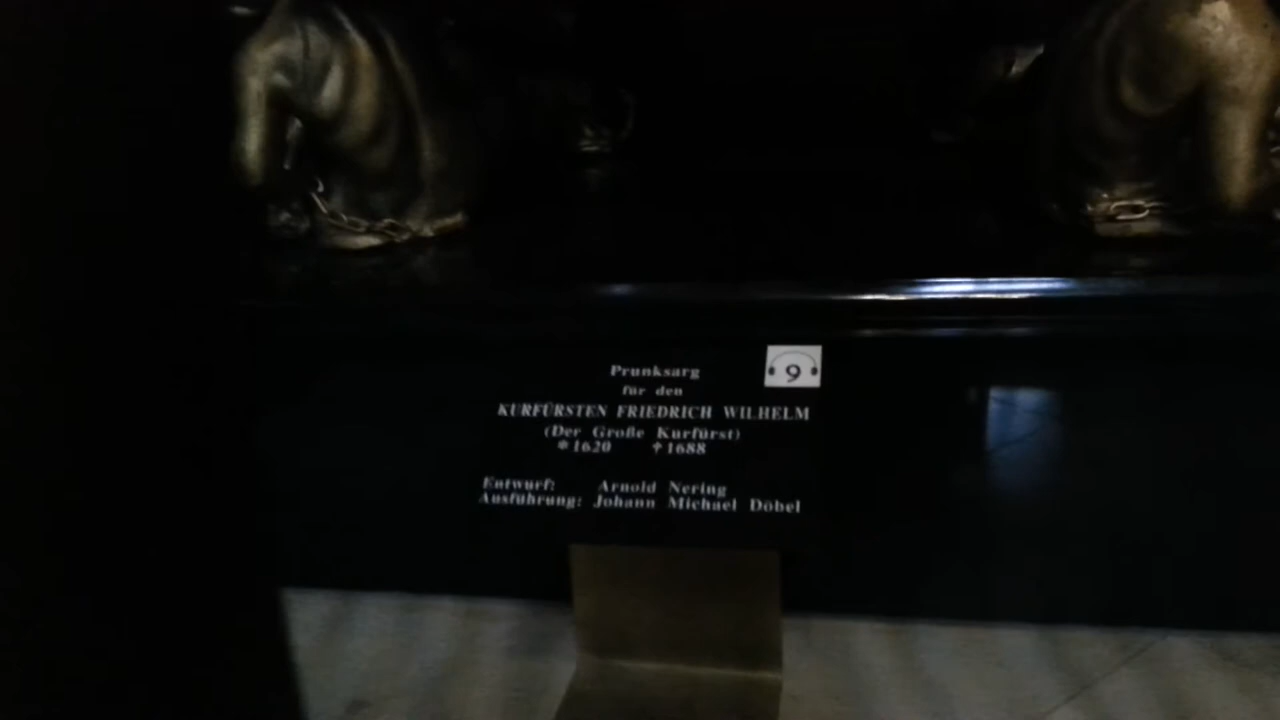 Prunksarg
9
für den
KURFÜRSTEN FRIEDRICH WILHELM
(Der Große Kurfürst)
*1620 †1688
Entwurf: Arnold Nering
Ausführung: Johann Michael Döbel